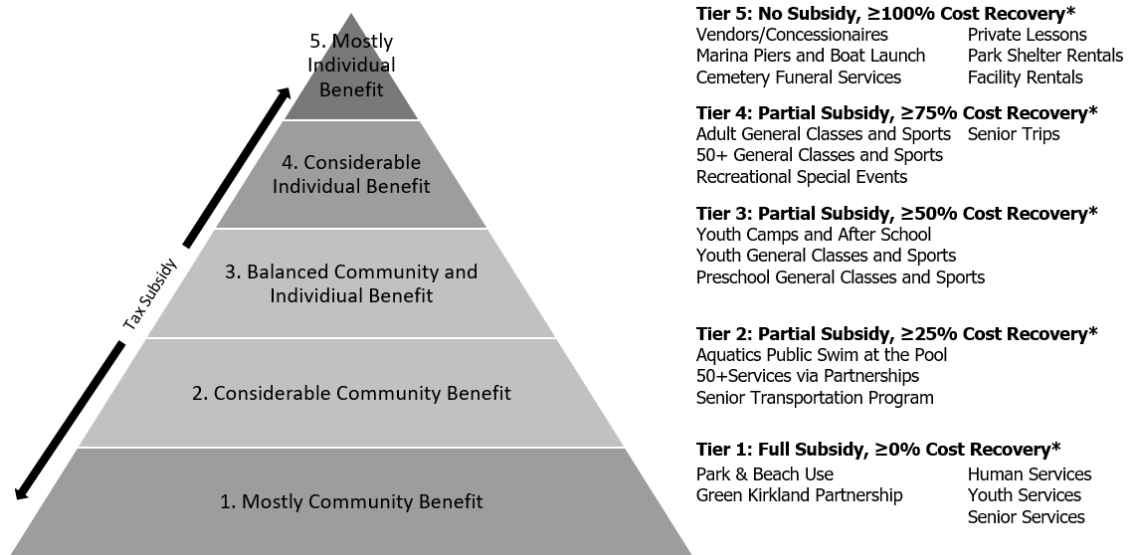 5. Mostly
Individual
Benefit
4. Considerable
Individual Benefit
3. Balanced Community and
Individiual Benefit
2. Considerable Community Benefit
1. Mostly Community Benefit
Tax Subsidy
Tier 5: No Subsidy, ≥100% Cost Recovery*
Vendors/Concessionaires
Marina Piers and Boat Launch
Cemetery Funeral Services
Private Lessons
Park Shelter Rentals
Facility Rentals
Tier 4: Partial Subsidy, ≥75% Cost Recovery*
Adult General Classes and Sports
50+ General Classes and Sports
Recreational Special Events
Senior Trips
Tier 3: Partial Subsidy, ≥50% Cost Recovery*
Youth Camps and After School
Youth General Classes and Sports
Preschool General Classes and Sports
Tier 2: Partial Subsidy, ≥25% Cost Recovery*
Aquatics Public Swim at the Pool
50+Services via Partnerships
Senior Transportation Program
Tier 1: Full Subsidy, ≥0% Cost Recovery*
Park & Beach Use
Green Kirkland Partnership
Human Services
Youth Services
Senior Services